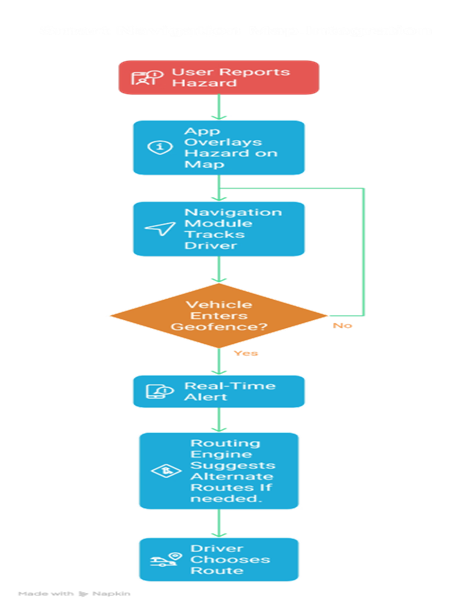 User Reports
Hazard
App
Overlays
Hazard on
Map
Navigation
Module
Tracks
Driver
Vehicle
Enters
Geofence?
No
Yes
Real-Time
Alert
Routing
Engine
Suggests
Alternate
Routes If
needed.
Driver
Chooses
Route
Made with Napkin